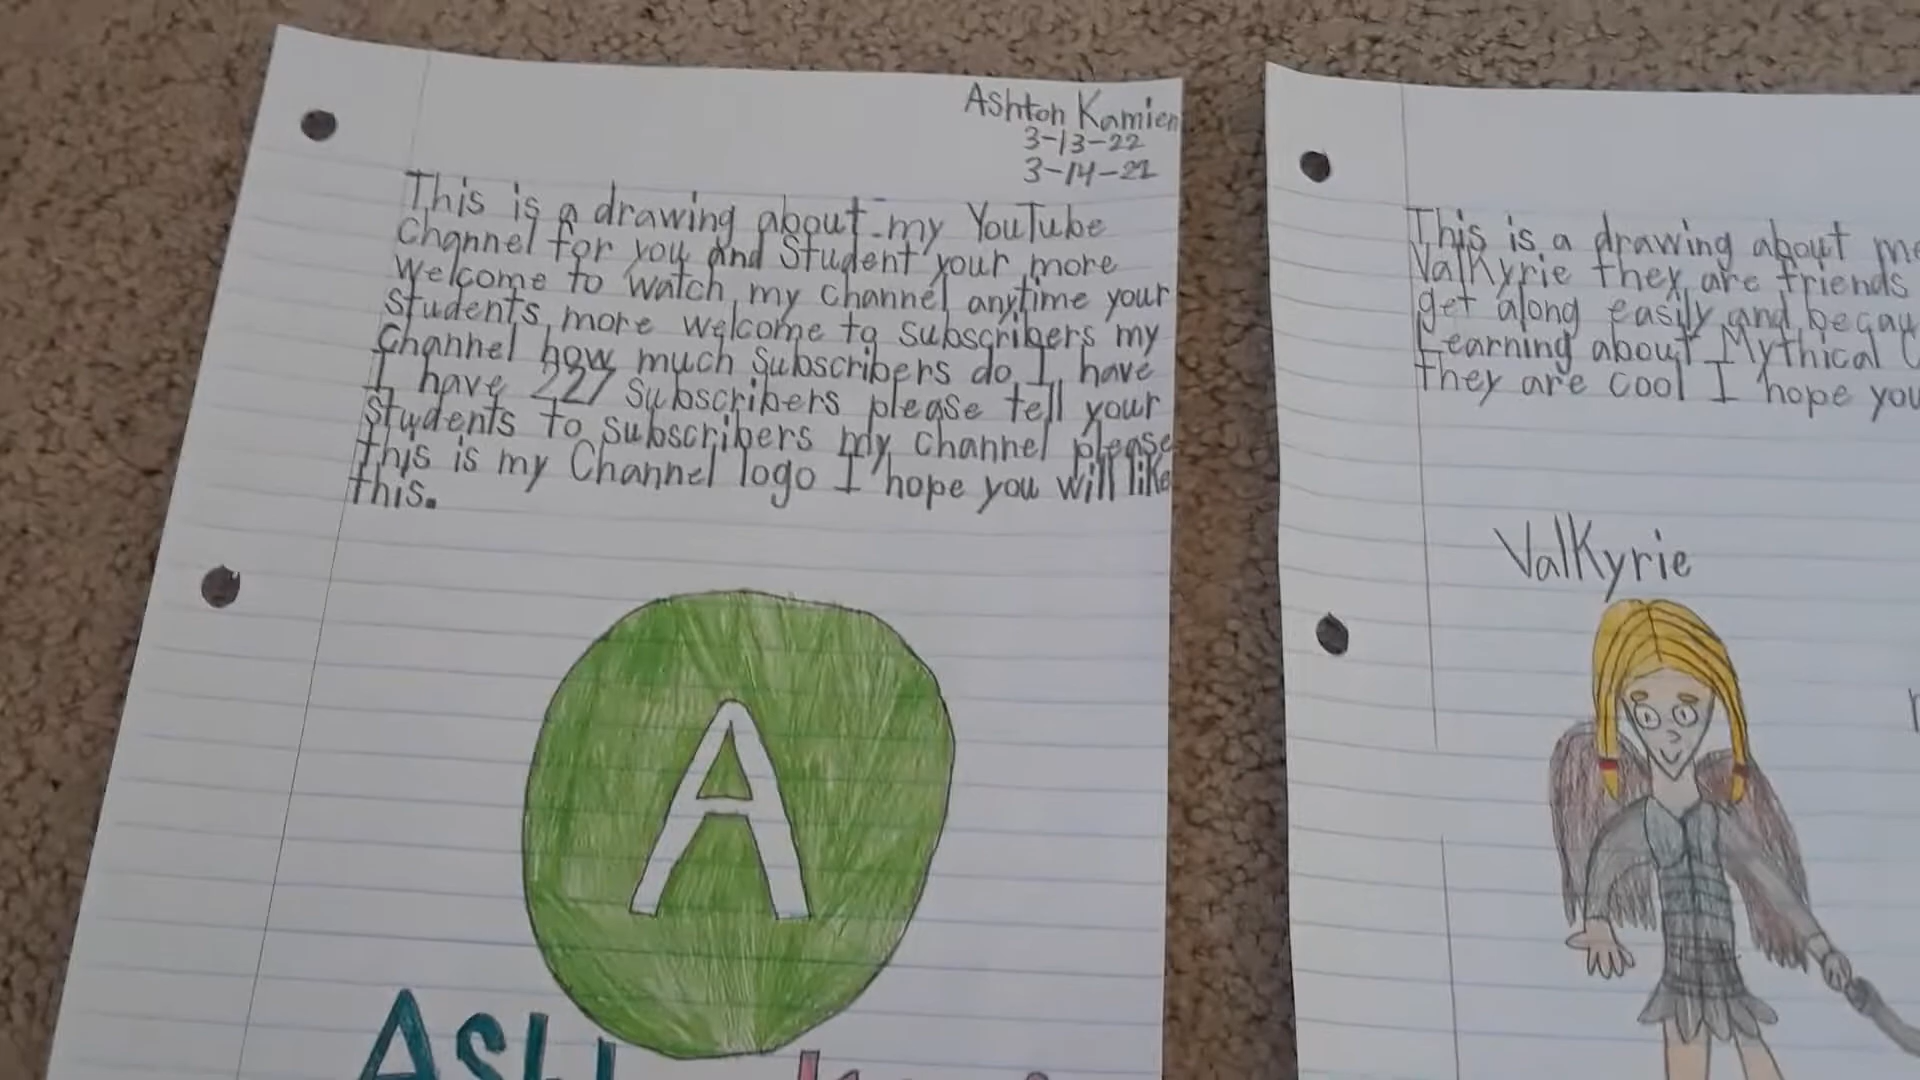 Ashton Kamien
3-13-22
3-14-22
This is a drawing about my YouTube
Channel for you and Student your more
welcome to watch my channel anytime your
students more welcome to subscribers my
Channel how much subscribers do I have
I have 227 subscribers please tell your
students to subscribers my channel please
this is my Channel logo I hope you will like
this.
A
Ash
This is a drawing about me
Valkyrie they are friends
get along easily and becau
Learning about Mythical C
they are cool I hope you
Valkyrie